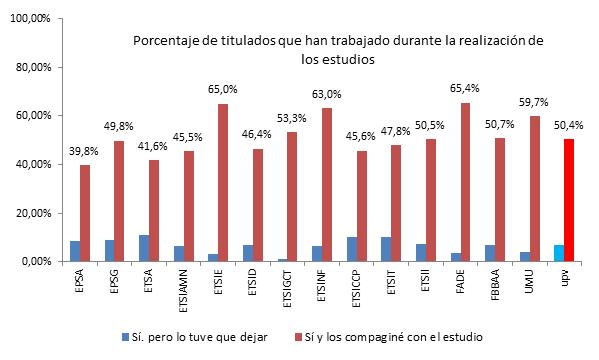 Porcentaje de titulados que han trabajado durante la realización de
los estudios
100,00%
80,00%
60,00%
40,00%
20,00%
0,00%
39,8%
49,8%
41,6%
45,5%
65,0%
46,4%
53,3%
63,0%
45,6%
47,8%
50,5%
65,4%
50,7%
59,7%
50,4%
EPSA
EPSG
ETSA
ETSIAMN
ETSIE
ETSID
ETSIGCT
ETSINF
ETSICCP
ETSIT
ETSII
FADE
FBBAA
UMU
upv
Sí. pero lo tuve que dejar
Sí y los compaginé con el estudio